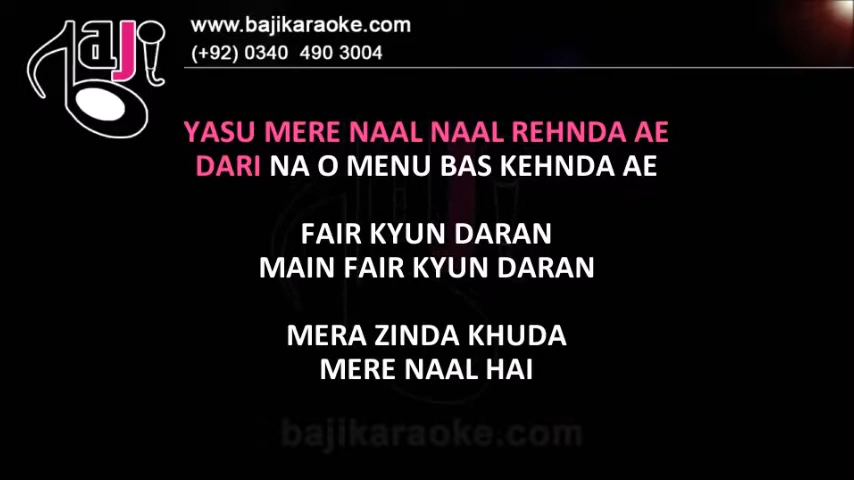 www.bajikaraoke.com
(+92) 0340 490 3004
baji
YASU MERE NAAL NAAL REHNDA AE
DARI NA O MENU BAS KEHNDA AE
FAIR KYUN DARAN
MAIN FAIR KYUN DARAN
MERA ZINDA KHUDA
MERE NAAL HAI
bajikaraoke.com